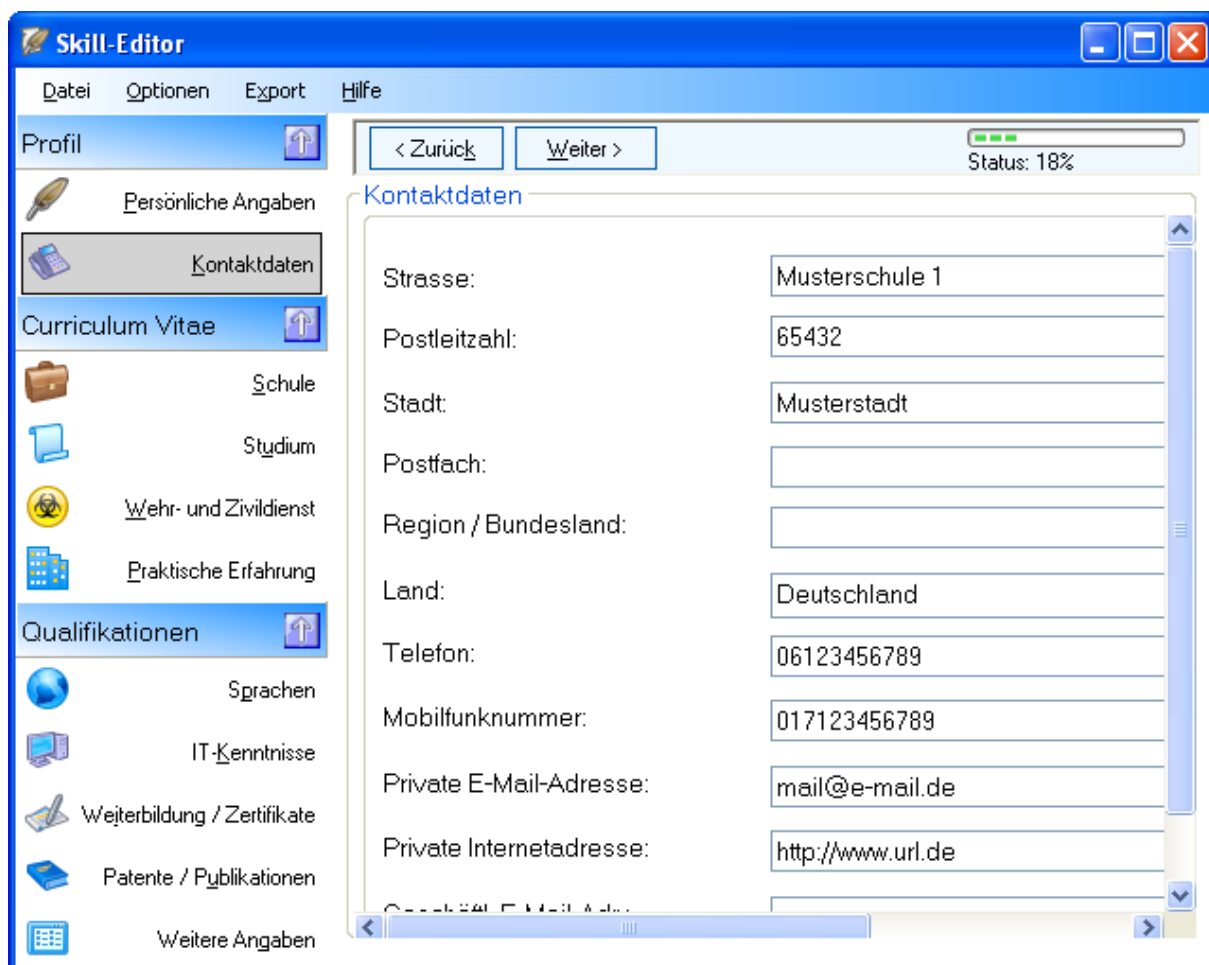 Skill-Editor
Datei Optionen Export Hilfe
Profil
Persönliche Angaben
Kontaktdaten
Curriculum Vitae
Schule
Studium
Wehr- und Zivildienst
Praktische Erfahrung
Qualifikationen
Sprachen
IT-Kenntnisse
Weiterbildung / Zertifikate
Patente / Publikationen
Weitere Angaben
< Zurück Weiter >
Status: 18%
Kontaktdaten
Strasse: Musterschule 1
Postleitzahl: 65432
Stadt: Musterstadt
Postfach:
Region / Bundesland:
Land: Deutschland
Telefon: 06123456789
Mobilfunknummer: 017123456789
Private E-Mail-Adresse: mail@e-mail.de
Private Internetadresse: http://www.url.de